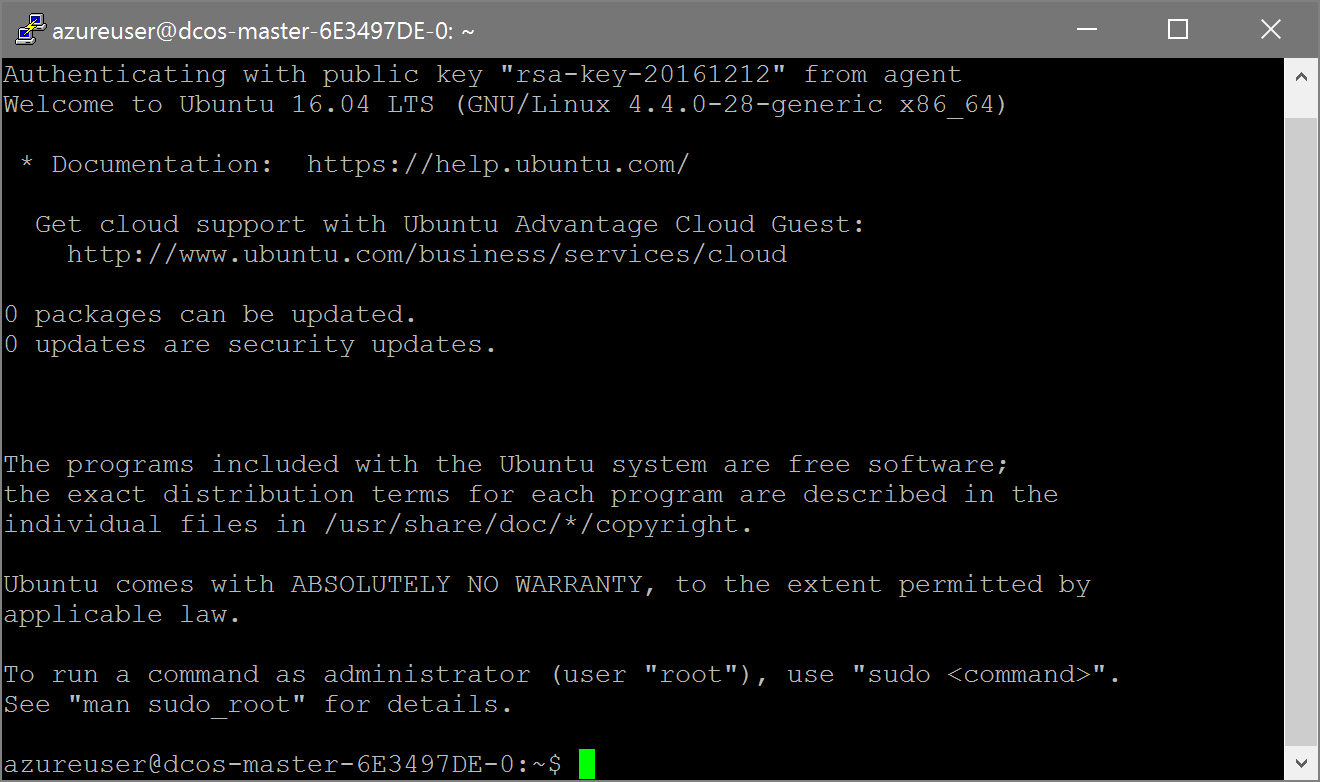 azureuser@dcos-master-6E3497DE-0: ~
Authenticating with public key "rsa-key-20161212" from agent
Welcome to Ubuntu 16.04 LTS (GNU/Linux 4.4.0-28-generic x86_64)
* Documentation:  https://help.ubuntu.com/
Get cloud support with Ubuntu Advantage Cloud Guest:
http://www.ubuntu.com/business/services/cloud
0 packages can be updated.
0 updates are security updates.
The programs included with the Ubuntu system are free software;
the exact distribution terms for each program are described in the
individual files in /usr/share/doc/*/copyright.
Ubuntu comes with ABSOLUTELY NO WARRANTY, to the extent permitted by
applicable law.
To run a command as administrator (user "root"), use "sudo <command>".
See "man sudo_root" for details.
azureuser@dcos-master-6E3497DE-0:~$